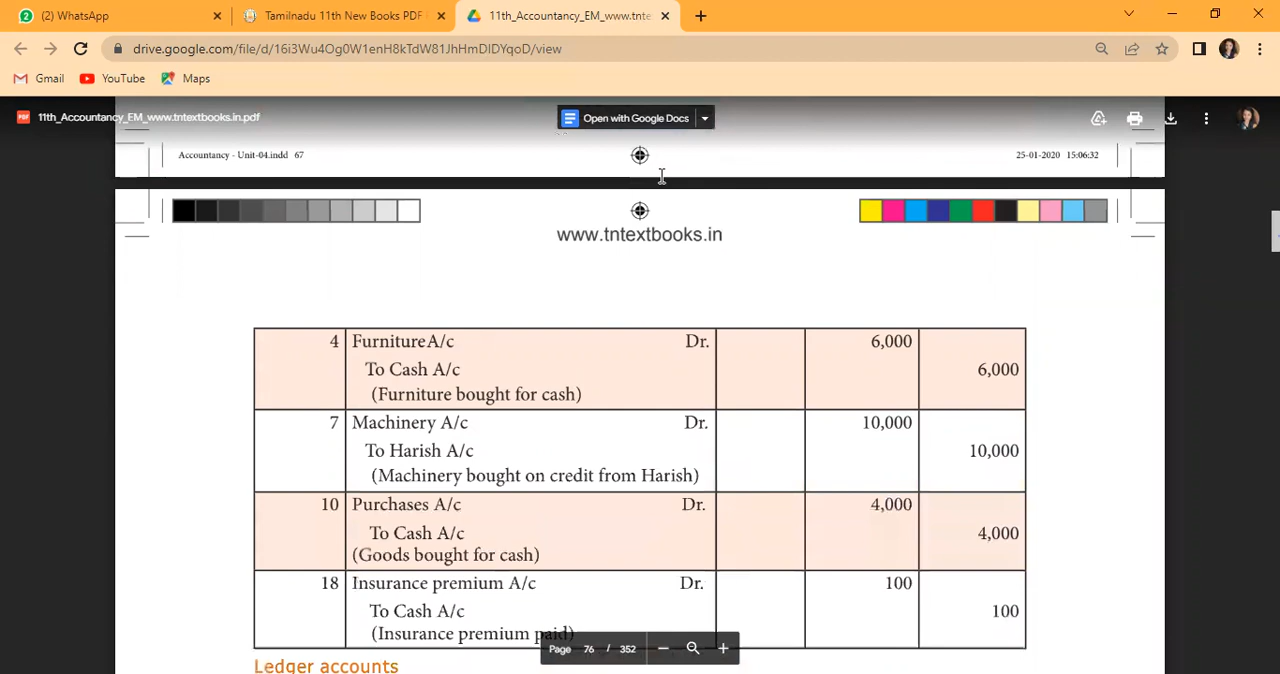 (2) WhatsApp
Tamilnadu 11th New Books PDF
11th_Accountancy_EM_www.tnte
drive.google.com/file/d/16i3Wu4Og0W1enH8kTdW81JhHmDIDYqoD/view
Gmail YouTube Maps
11th_Accountancy_EM_www.tntextbooks.in.pdf
Open with Google Docs
Accountancy - Unit-04.indd 67
25-01-2020 15:06:32
www.tntextbooks.in
4 Furniture A/c Dr. 6,000
To Cash A/c 6,000
(Furniture bought for cash)
7 Machinery A/c Dr. 10,000
To Harish A/c 10,000
(Machinery bought on credit from Harish)
10 Purchases A/c Dr. 4,000
To Cash A/c 4,000
(Goods bought for cash)
18 Insurance premium A/c Dr. 100
To Cash A/c 100
(Insurance premium paid)
Page 76 / 352
Ledger accounts